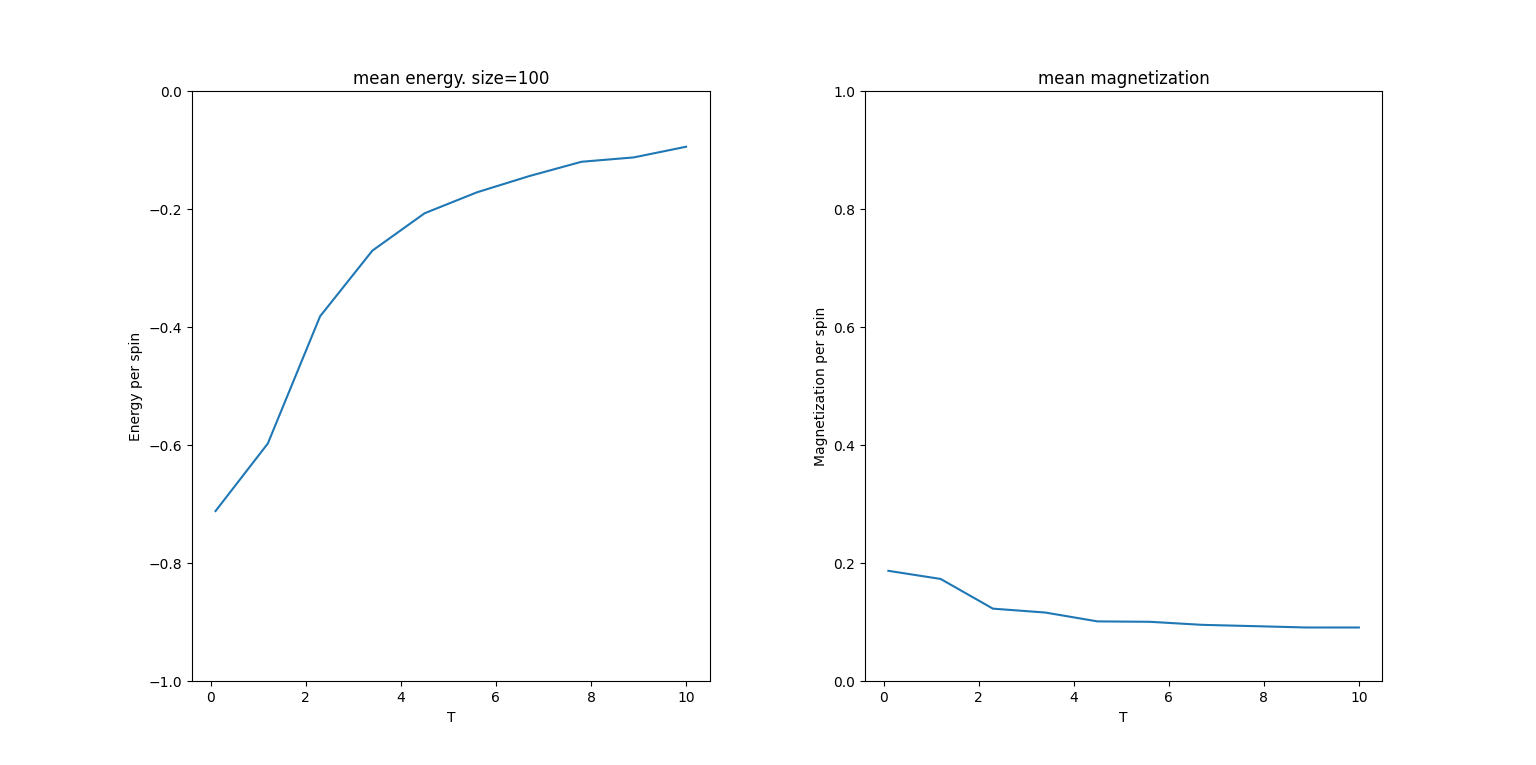 mean energy. size=100
0.0
−0.2
−0.4
−0.6
−0.8
−1.0
Energy per spin
0 2 4 6 8 10
T
mean magnetization
1.0
0.8
0.6
0.4
0.2
0.0
Magnetization per spin
0 2 4 6 8 10
T